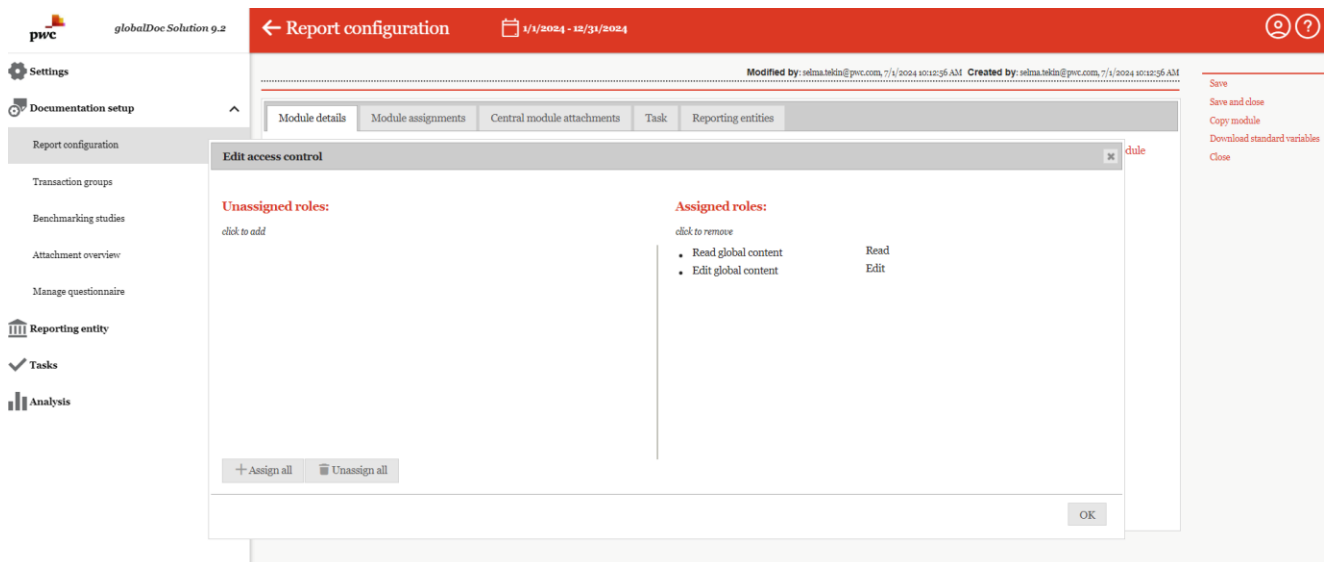 pwc
globalDoc Solution 9.2
Report configuration
1/1/2024 - 12/31/2024
Settings
Documentation setup
Report configuration
Transaction groups
Benchmarking studies
Attachment overview
Manage questionnaire
Reporting entity
Tasks
Analysis
Modified by: selma.tekin@pwc.com, 7/1/2024 10:12:56 AM Created by: selma.tekin@pwc.com, 7/1/2024 10:12:56 AM
Module details
Module assignments
Central module attachments
Task
Reporting entities
dule
Edit access control
Unassigned roles:
click to add
Assigned roles:
click to remove
Read global content Read
Edit global content Edit
Assign all
Unassign all
OK
Save
Save and close
Copy module
Download standard variables
Close